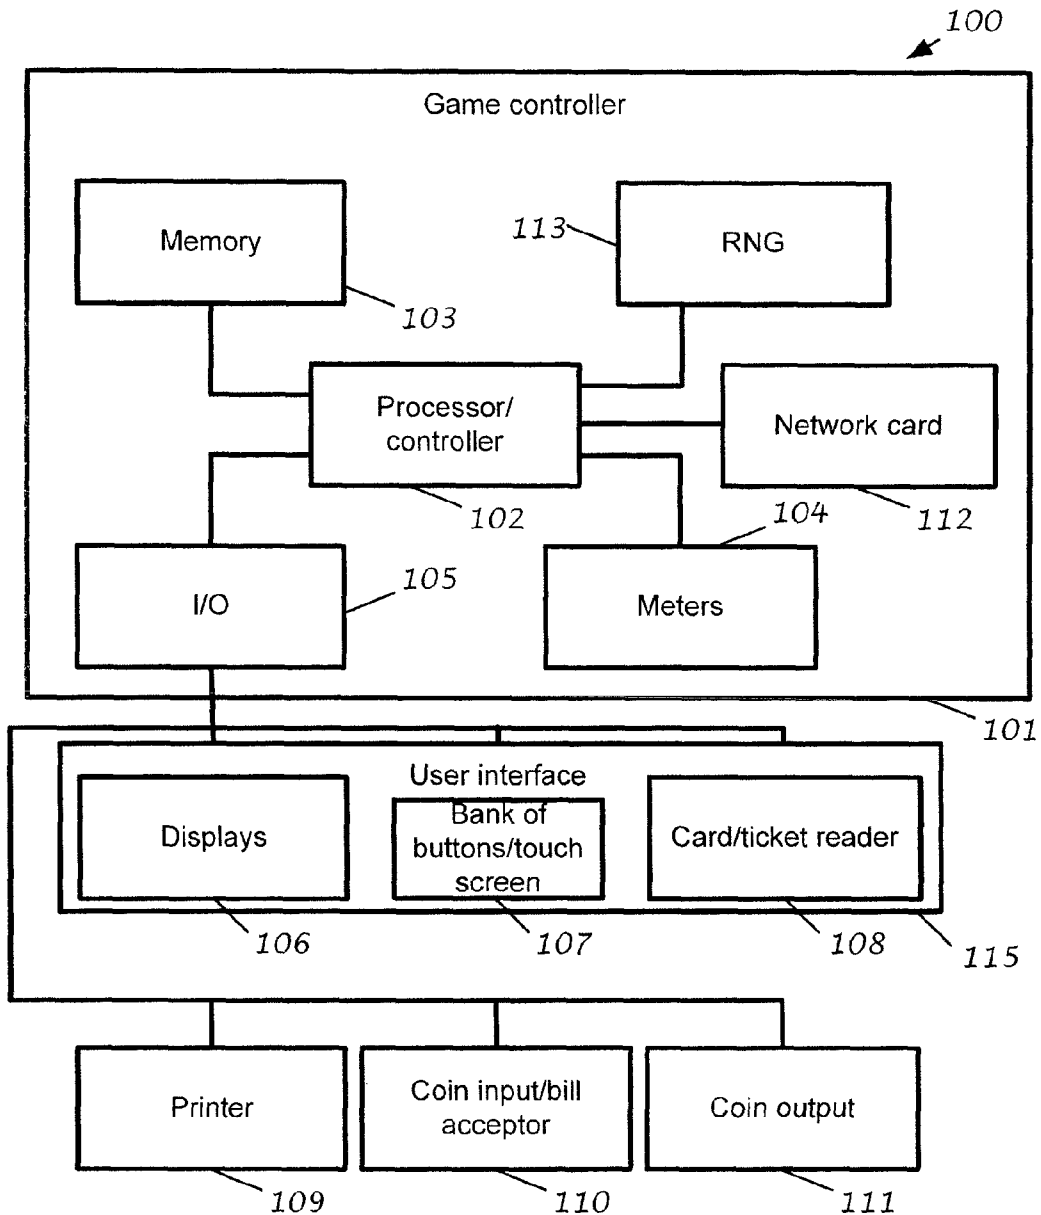 100
Game controller
Memory
113
RNG
103
Processor/
controller
Network card
102
104
112
I/O
105
Meters
101
User interface
Displays
Bank of
buttons/touch
screen
Card/ticket reader
106
107
108
115
Printer
Coin input/bill
acceptor
Coin output
109
110
111